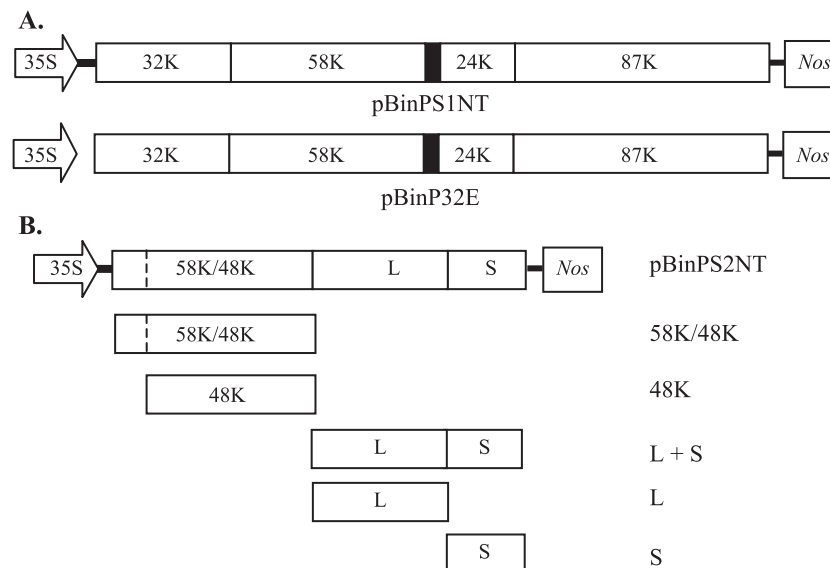 A.
35S 32K 58K 24K 87K Nos
pBinPS1NT
35S 32K 58K 24K 87K Nos
pBinP32E
B.
35S 58K/48K L S Nos pBinPS2NT
58K/48K 58K/48K
48K 48K
L S L + S
L L
S S